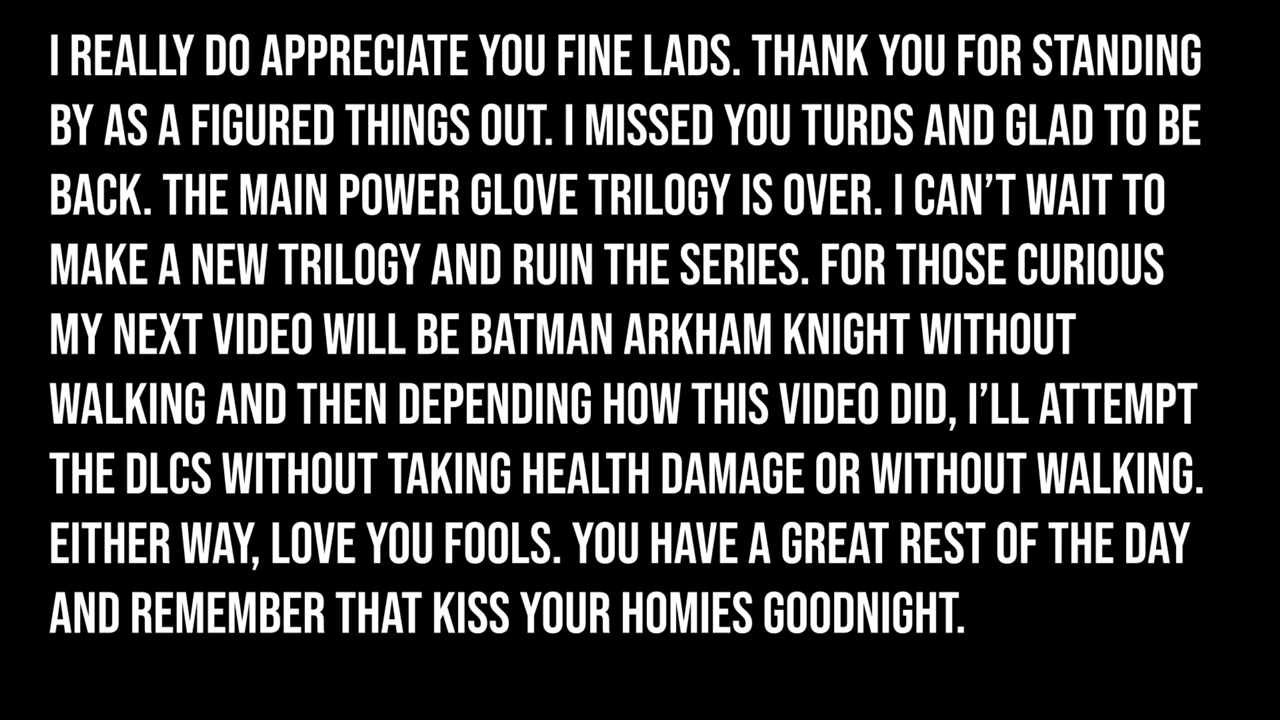 I REALLY DO APPRECIATE YOU FINE LADS. THANK YOU FOR STANDING
BY AS A FIGURED THINGS OUT. I MISSED YOU TURDS AND GLAD TO BE
BACK. THE MAIN POWER GLOVE TRILOGY IS OVER. I CAN’T WAIT TO
MAKE A NEW TRILOGY AND RUIN THE SERIES. FOR THOSE CURIOUS
MY NEXT VIDEO WILL BE BATMAN ARKHAM KNIGHT WITHOUT
WALKING AND THEN DEPENDING HOW THIS VIDEO DID, I’LL ATTEMPT
THE DLCS WITHOUT TAKING HEALTH DAMAGE OR WITHOUT WALKING.
EITHER WAY, LOVE YOU FOOLS. YOU HAVE A GREAT REST OF THE DAY
AND REMEMBER THAT KISS YOUR HOMIES GOODNIGHT.